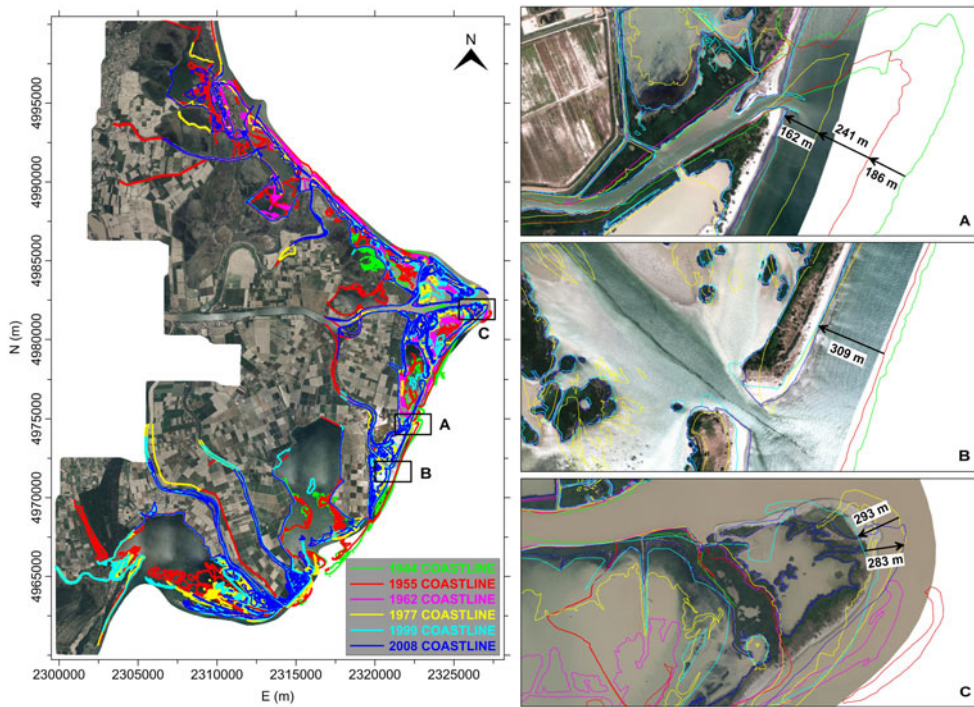 N
N (m)
4995000
4990000
4985000
4980000
4975000
4970000
4965000
C
A
B
1944 COASTLINE
1955 COASTLINE
1962 COASTLINE
1977 COASTLINE
1999 COASTLINE
2008 COASTLINE
2300000 2305000 2310000 2315000 2320000 2325000
E (m)
162 m
241 m
186 m
A
309 m
B
293 m
283 m
C